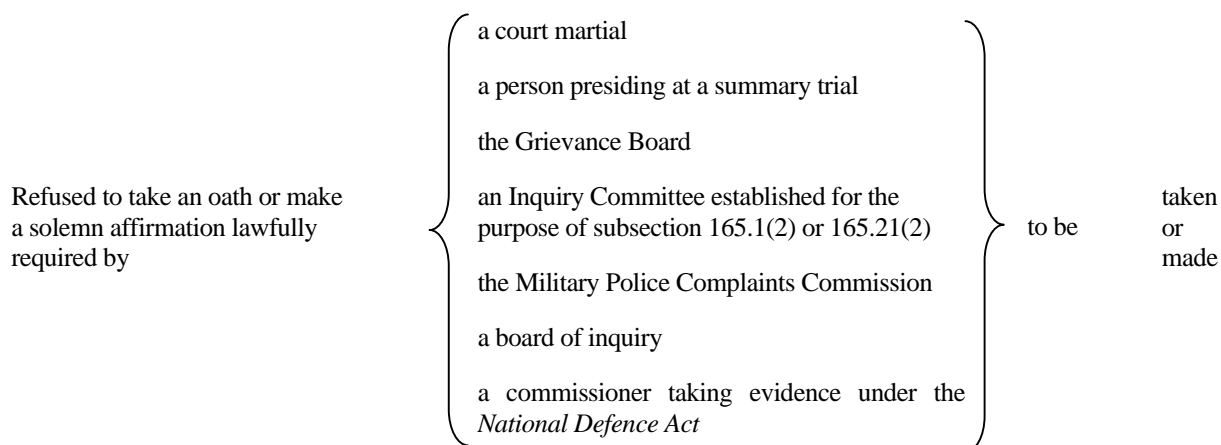 Refused to take an oath or make
a solemn affirmation lawfully
required by
a court martial
a person presiding at a summary trial
the Grievance Board
an Inquiry Committee established for the
purpose of subsection 165.1(2) or 165.21(2)
the Military Police Complaints Commission
a board of inquiry
a commissioner taking evidence under the
National Defence Act
to be
taken
or
made